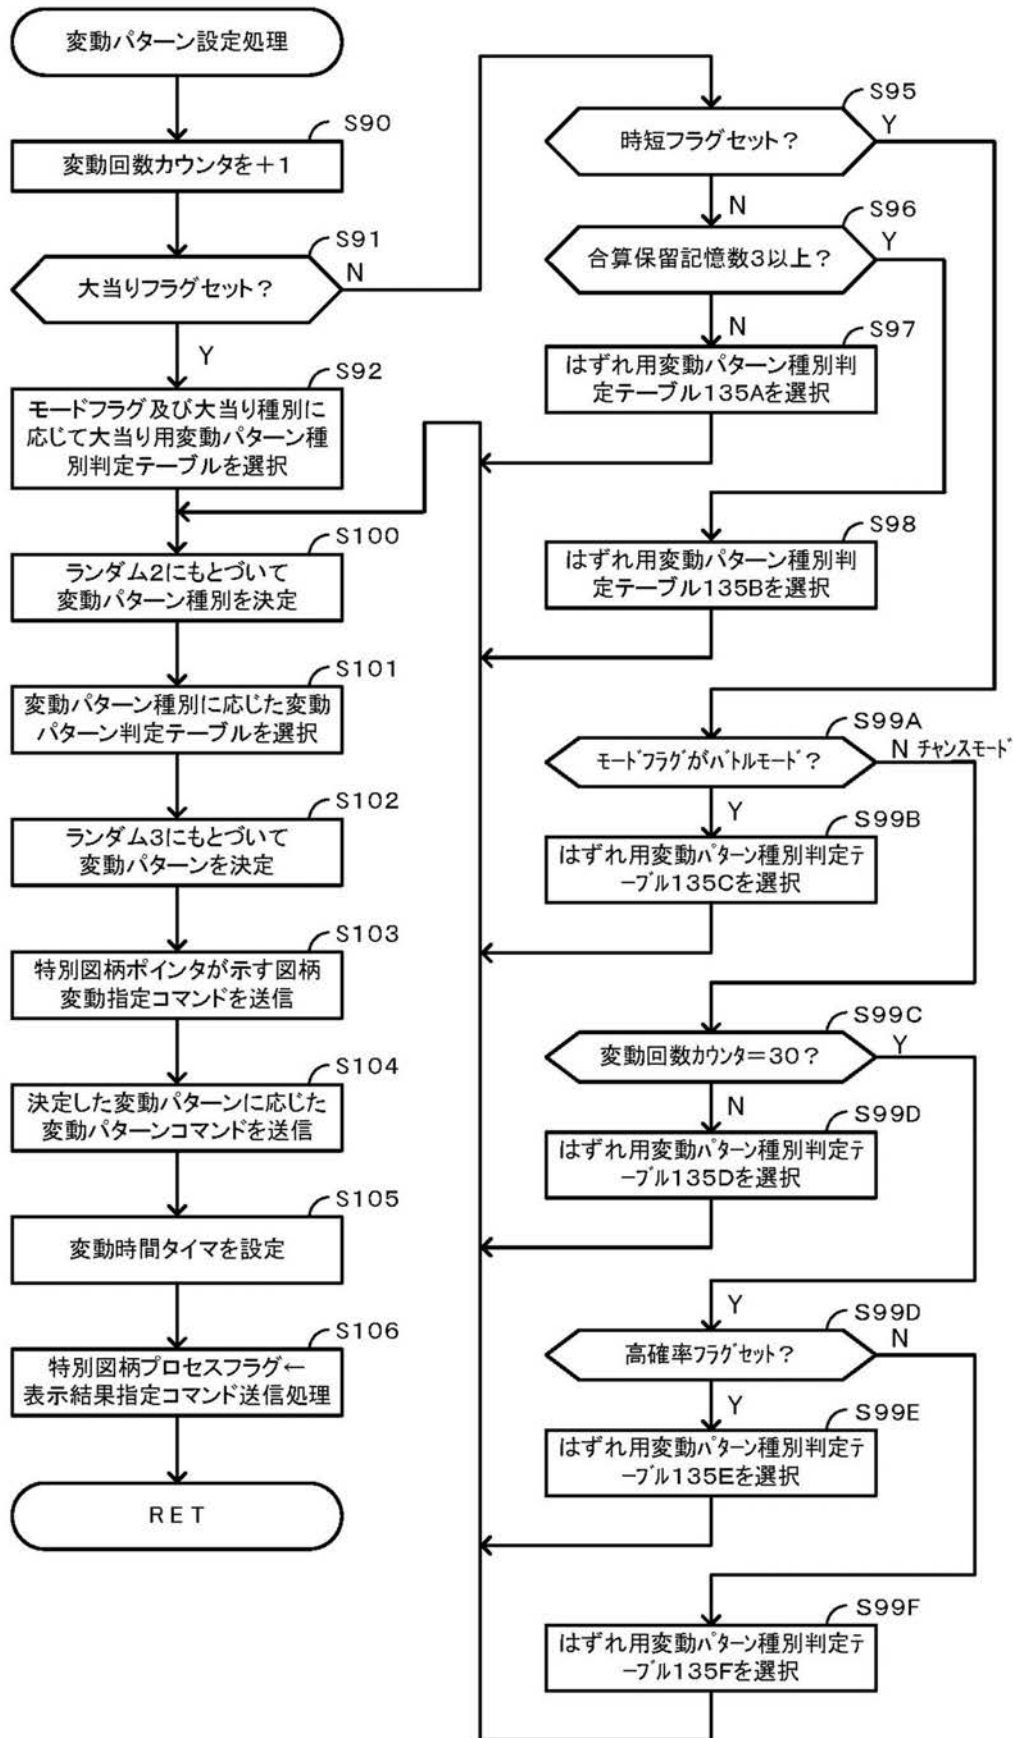 変動パターン設定処理
S90
変動回数カウンタを+1
S91
大当りフラグセット?
N
Y
S92
モードフラグ及び大当り種別に
応じて大当り用変動パターン種
別判定テーブルを選択
S100
ランダム2にもとづいて
変動パターン種別を決定
S101
変動パターン種別に応じた変動
パターン判定テーブルを選択
S102
ランダム3にもとづいて
変動パターンを決定
S103
特別図柄ポインタが示す図柄
変動指定コマンドを送信
S104
決定した変動パターンに応じた
変動パターンコマンドを送信
S105
変動時間タイマを設定
S106
特別図柄プロセスフラグ←
表示結果指定コマンド送信処理
RET
S95
時短フラグセット?
Y
N
S96
合算保留記憶数3以上?
Y
N
S97
はずれ用変動パターン種別判
定テーブル135Aを選択
S98
はずれ用変動パターン種別判
定テーブル135Bを選択
S99A
モードフラグがバトルモード?
N チャンスモード
Y
S99B
はずれ用変動パターン種別判定テ
ーブル135Cを選択
S99C
変動回数カウンタ=30?
Y
N
S99D
はずれ用変動パターン種別判定テ
ーブル135Dを選択
Y
S99D
高確率フラグセット?
N
Y
S99E
はずれ用変動パターン種別判定テ
ーブル135Eを選択
S99F
はずれ用変動パターン種別判定テ
ーブル135Fを選択